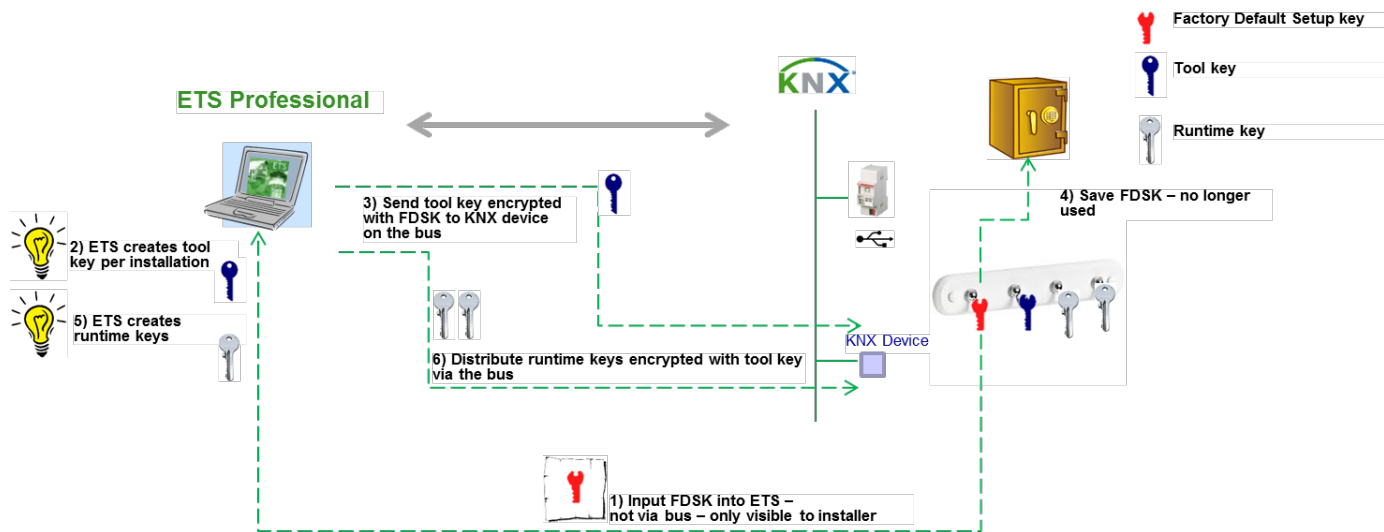 Factory Default Setup key
KNX
Tool key
ETS Professional
Runtime key
ETS
3) Send tool key encrypted
with FDSK to KNX device
on the bus
4) Save FDSK – no longer
used
2) ETS creates tool
key per installation
5) ETS creates
runtime keys
KNX Device
6) Distribute runtime keys encrypted with tool key
via the bus
1) Input FDSK into ETS –
not via bus – only visible to installer